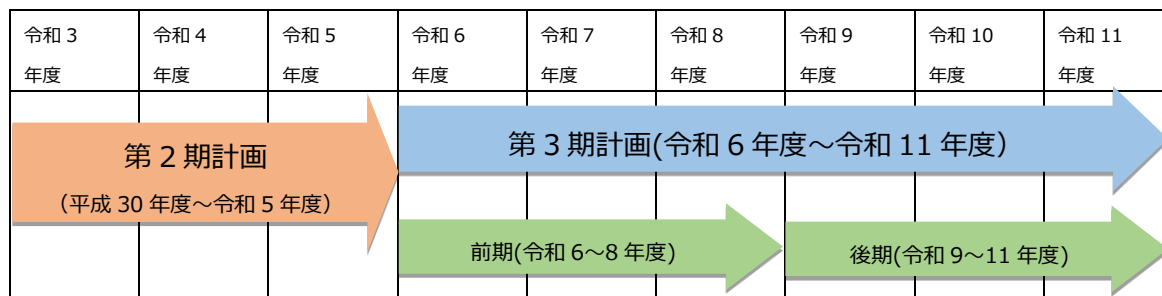 令和3 令和4 令和5 令和6 令和7 令和8 令和9 令和10 令和11
年度 年度 年度 年度 年度 年度 年度 年度 年度
第2期計画
（平成30年度～令和5年度）
第3期計画(令和6年度～令和11年度）
前期(令和6～8年度)
後期(令和9～11年度)